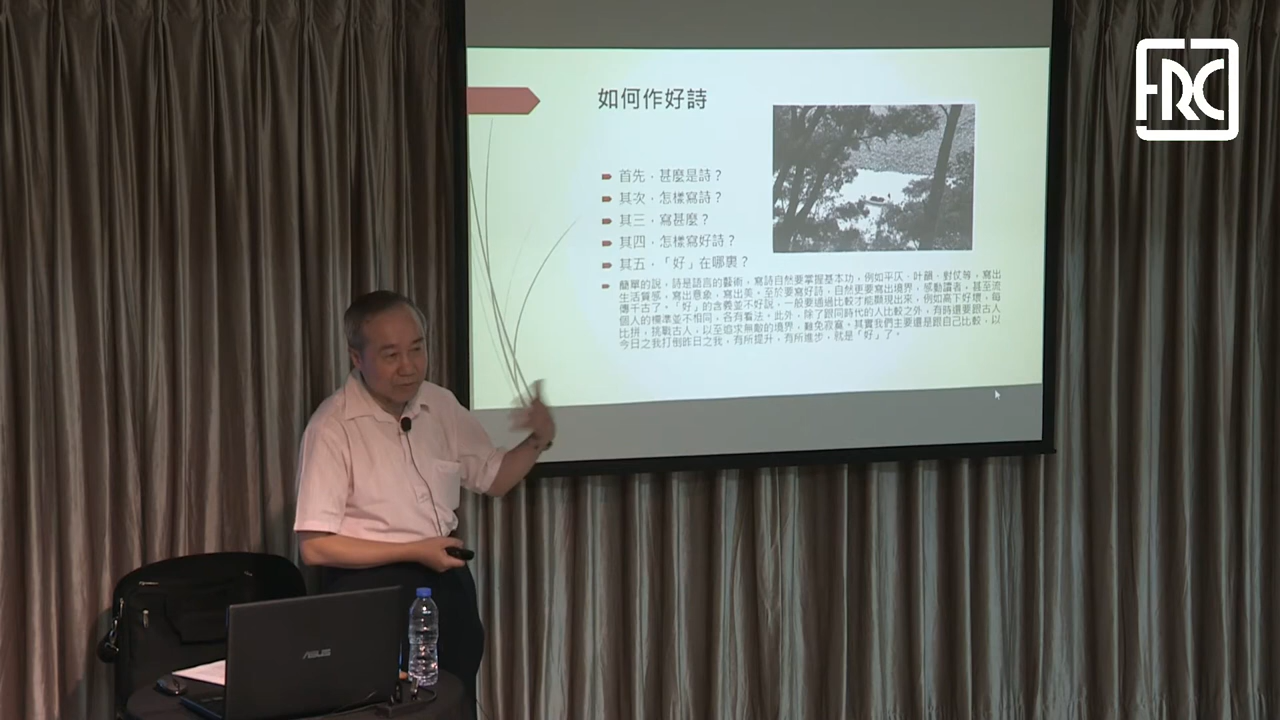 FRC
如何作好詩
首先，甚麼是詩？
其次，怎樣寫詩？
其三，寫甚麼？
其四，怎樣寫好詩？
其五，「好」在哪裏？
簡單的說，詩是語言的藝術，寫詩自然要掌握基本功，例如平仄、叶韻、對仗等，寫出
生活質感，寫出意象，寫出美。至於要寫好詩，自然更要寫出境界，感動讀者，甚至流
傳千古了。「好」的含義並不好說，一般要通過比較才能顯現出來，例如高下好壞，每
個人的標準並不相同，各有看法。此外，除了跟同時代的人比較之外，有時還要跟古人
比拼，挑戰古人，以至追求無敵的境界，難免寂寞。其實我們主要還是跟自己比較，以
今日之我打倒昨日之我，有所提升，有所進步，就是「好」了。
ASUS